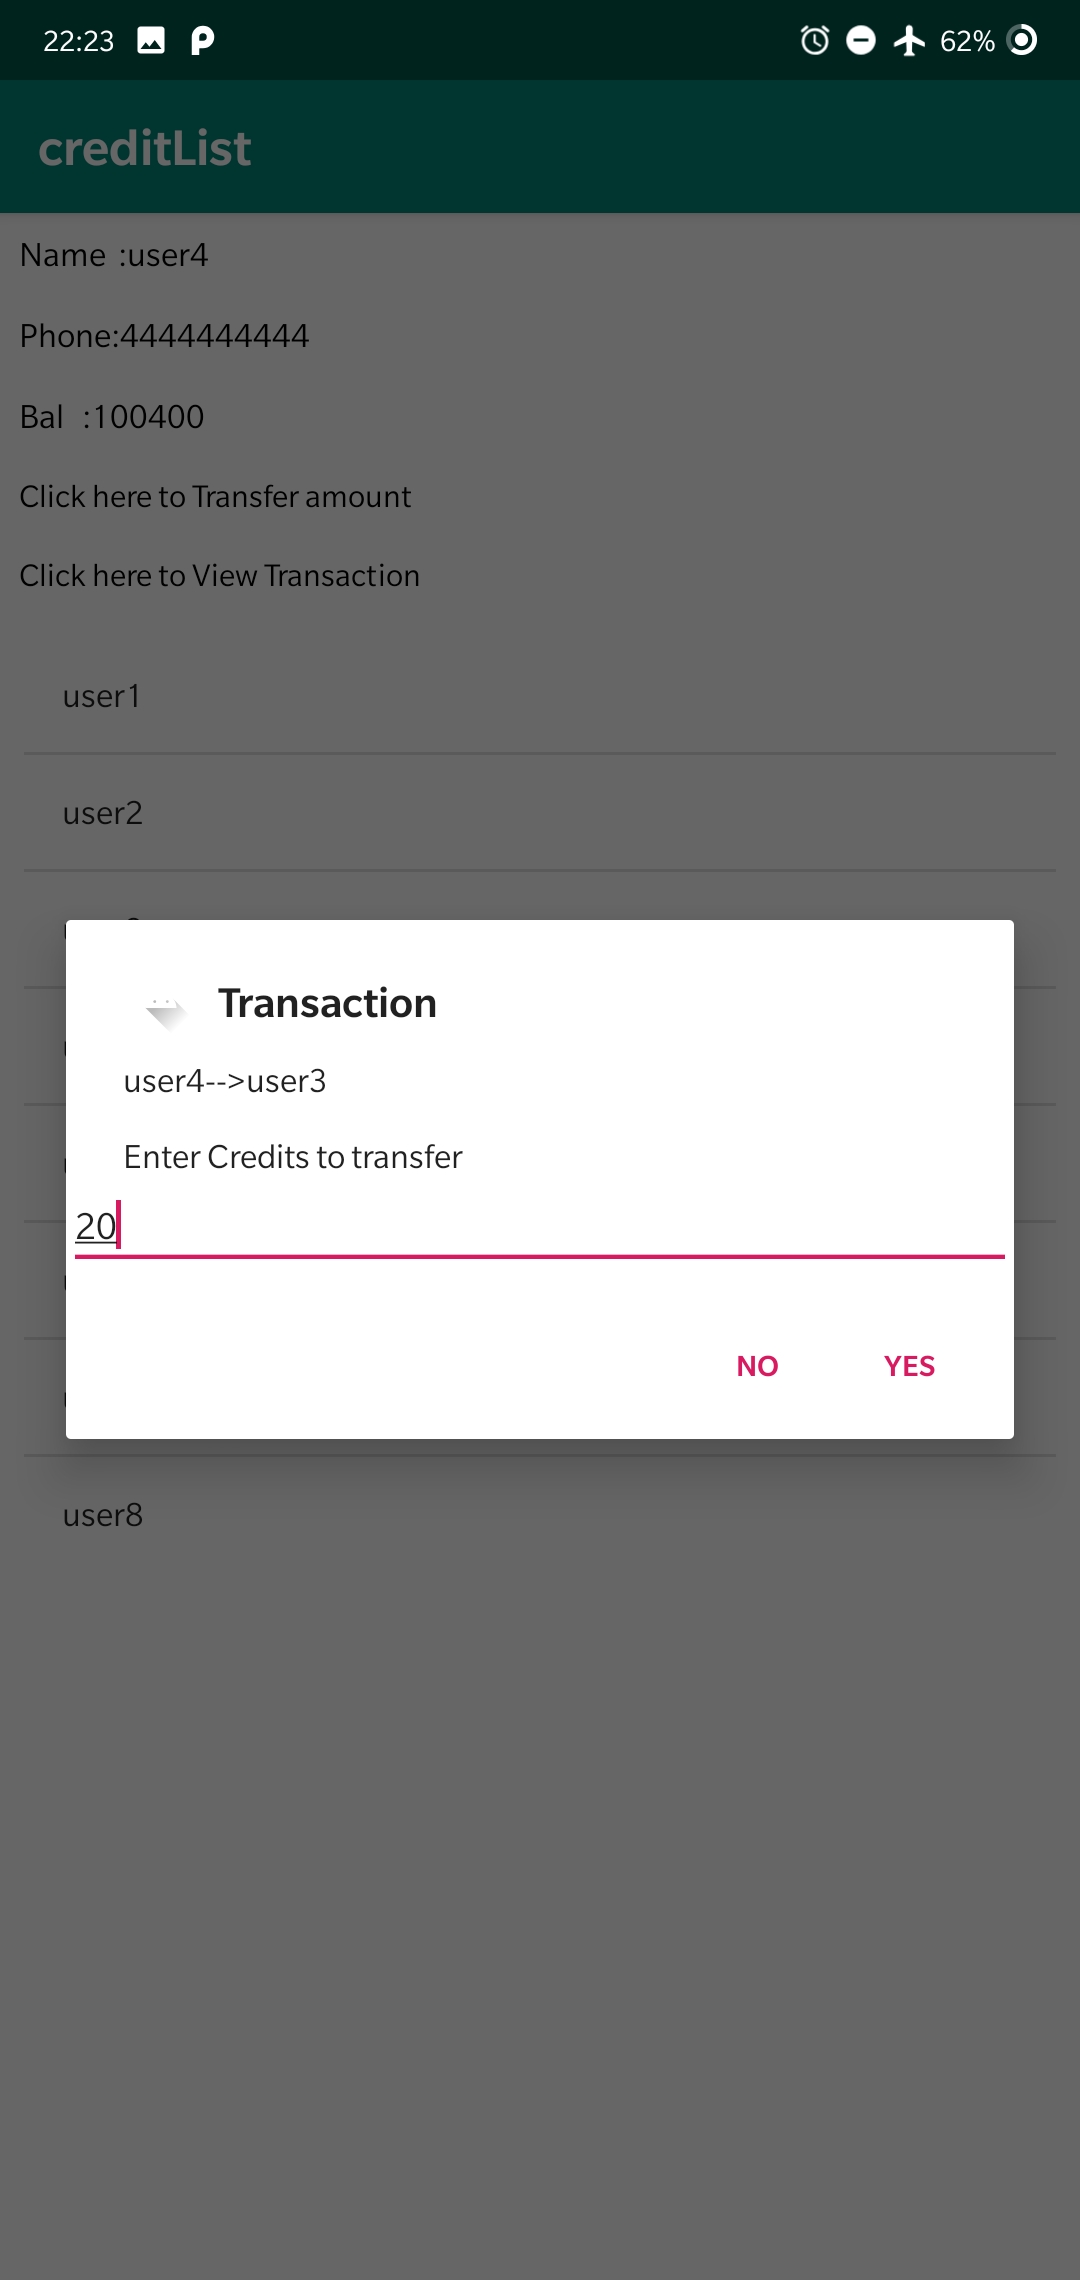 22:23 62%
creditList
Name :user4
Phone:4444444444
Bal :100400
Click here to Transfer amount
Click here to View Transaction
user1
user2
Transaction
user4-->user3
Enter Credits to transfer
20
NO YES
user8